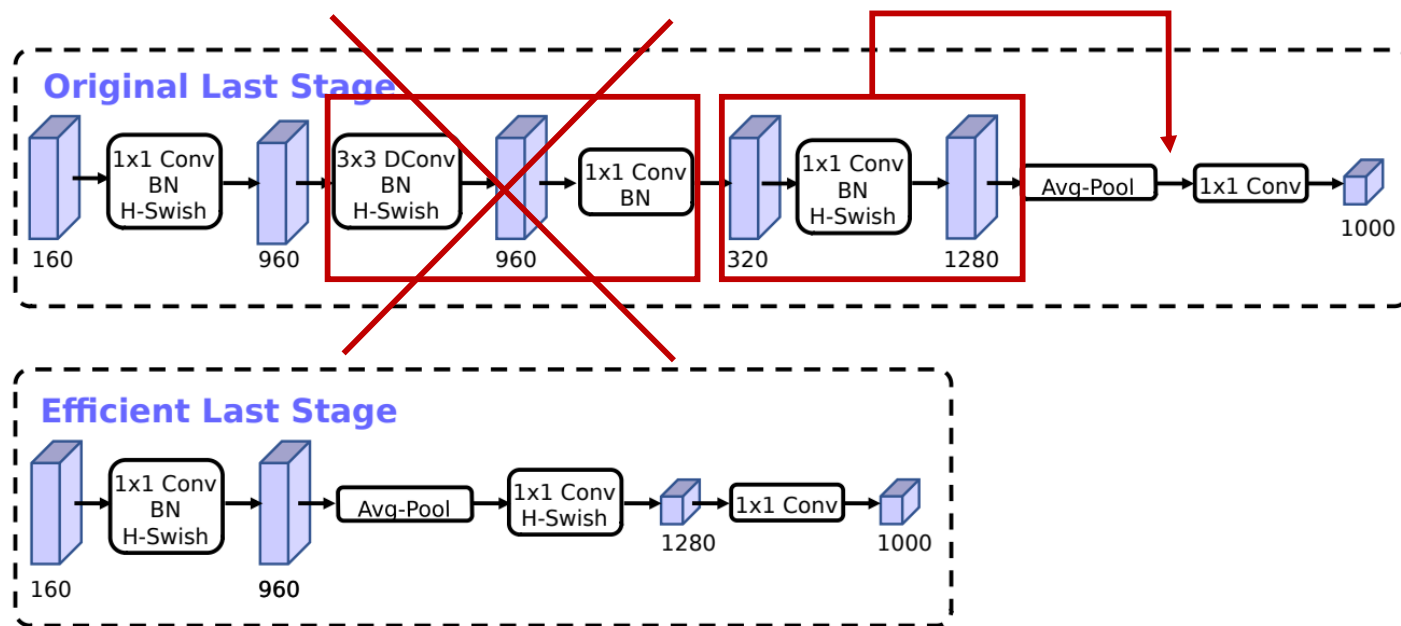 Original Last Stage
1x1 Conv
BN
H-Swish
3x3 DConv
BN
H-Swish
1x1 Conv
BN
1x1 Conv
BN
H-Swish
Avg-Pool
1x1 Conv
160
960
960
320
1280
1000
Efficient Last Stage
1x1 Conv
BN
H-Swish
Avg-Pool
1x1 Conv
H-Swish
1x1 Conv
160
960
1280
1000